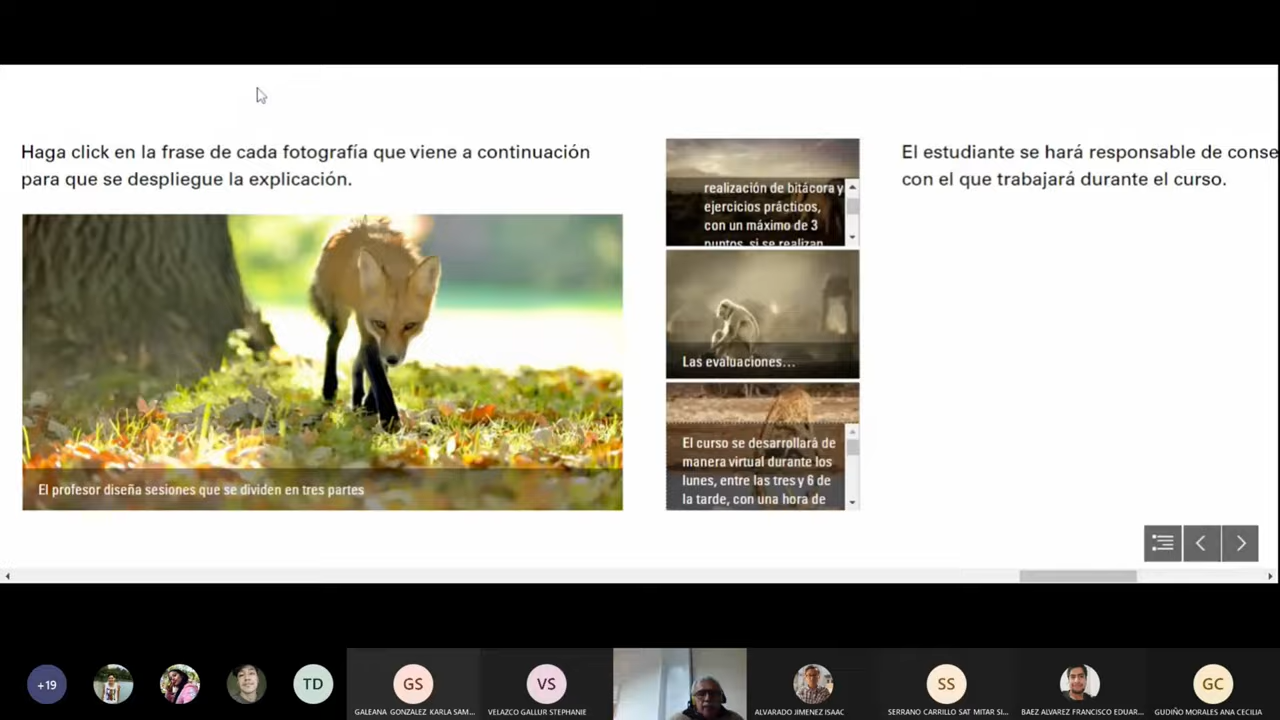 Haga click en la frase de cada fotografía que viene a continuación
para que se despliegue la explicación.
El profesor diseña sesiones que se dividen en tres partes
realización de bitácora y
ejercicios prácticos,
con un máximo de 3
puntos, si se realizan
Las evaluaciones...
El curso se desarrollará de
manera virtual durante los
lunes, entre las tres y 6 de
la tarde, con una hora de
El estudiante se hará responsable de conse
con el que trabajará durante el curso.
+19
TD
GS
GALEANA GONZALEZ KARLA SAM...
VS
VELAZCO GALLUR STEPHANIE
ALVARADO JIMENEZ ISAAC
SS
SERRANO CARRILLO SAT MITAR SI...
BAEZ ALVAREZ FRANCISCO EDUAR...
GC
GUDIÑO MORALES ANA CECILIA